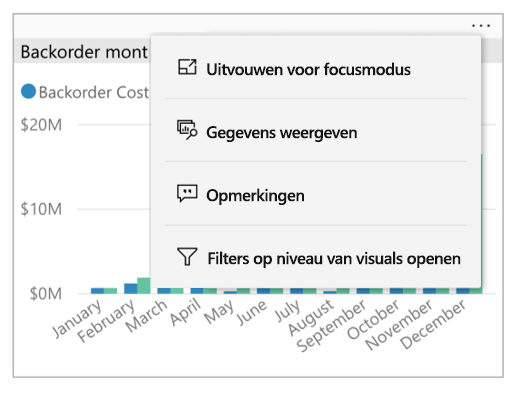 ...
Backorder mont
Uitvouwen voor focusmodus
Backorder Cost
$20M
Gegevens weergeven
Opmerkingen
$10M
Filters op niveau van visuals openen
$0M
January February March April May June July August September October November December